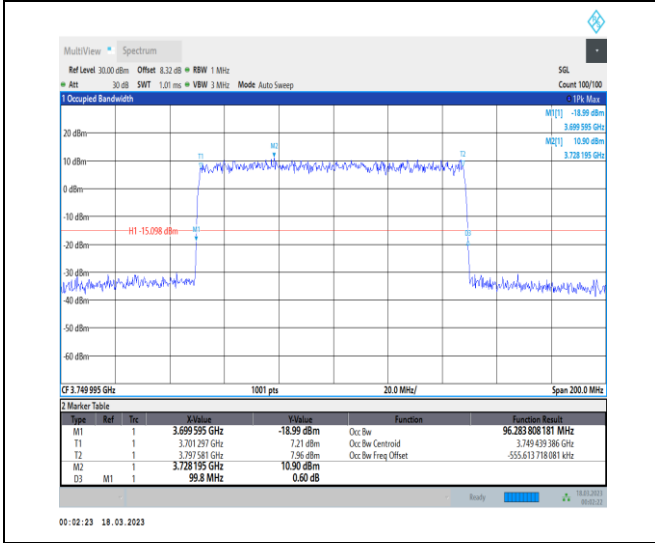 MultiView Spectrum
Ref Level 30.00 dBm Offset 8.32 dB RBW 1 MHz SGL
Att 30 dB SWT 1.01 ms VBW 3 MHz Mode Auto Sweep Count 100/100
1 Occupied Bandwidth 1Pk Max
M1[1] -18.99 dBm
3.699 595 GHz
M2[1] 10.90 dBm
3.728 195 GHz
20 dBm
M2
T1
T2
10 dBm
0 dBm
-10 dBm
H1 -15.098 dBm
M1
D3
-20 dBm
-30 dBm
-40 dBm
-50 dBm
-60 dBm
CF 3.749 995 GHz 1001 pts 20.0 MHz/ Span 200.0 MHz
2 Marker Table
Type Ref Trc X-Value Y-Value Function Function Result
M1 1 3.699 595 GHz -18.99 dBm Occ Bw 96.283 808 181 MHz
T1 1 3.701 297 GHz 7.21 dBm Occ Bw Centroid 3.749 439 386 GHz
T2 1 3.797 581 GHz 7.96 dBm Occ Bw Freq Offset -555.613 718 081 kHz
M2 1 3.728 195 GHz 10.90 dBm
D3 M1 1 99.8 MHz 0.60 dB
Ready 18.03.2023
00:02:22
00:02:23 18.03.2023